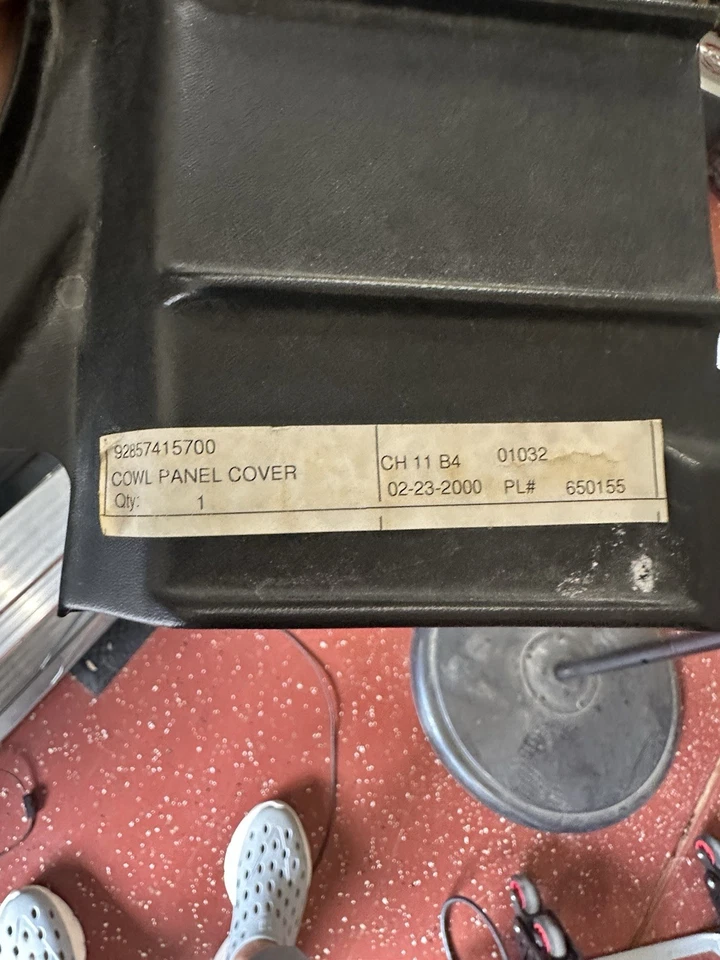 92857415700
COWL PANEL COVER
Qty: 1
CH 11 B4 01032
02-23-2000 PL# 650155